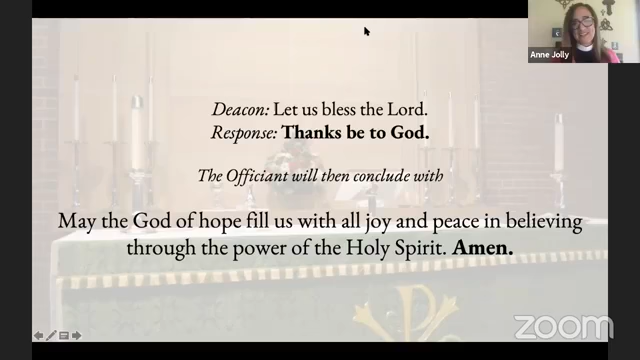 Anne Jolly
Deacon: Let us bless the Lord.
Response: Thanks be to God.
The Officiant will then conclude with
May the God of hope fill us with all joy and peace in believing
through the power of the Holy Spirit. Amen.
zoom